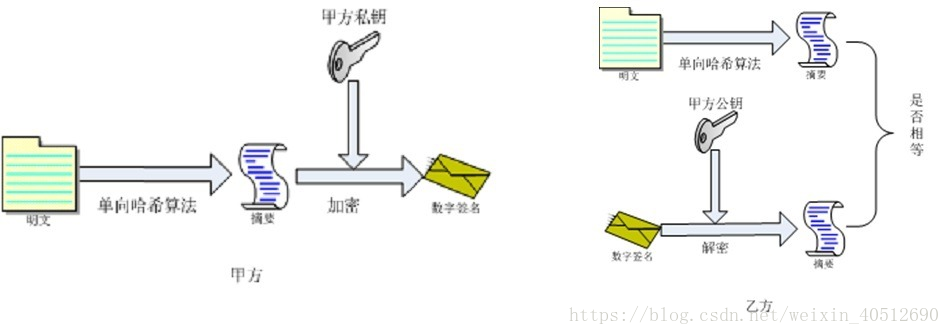 甲方私钥
明文
单向哈希算法
摘要
加密
数字签名
甲方
明文
单向哈希算法
摘要
甲方公钥
数字签名
解密
摘要
是否相等
乙方
https://blog.csdn.net/weixin_40512690